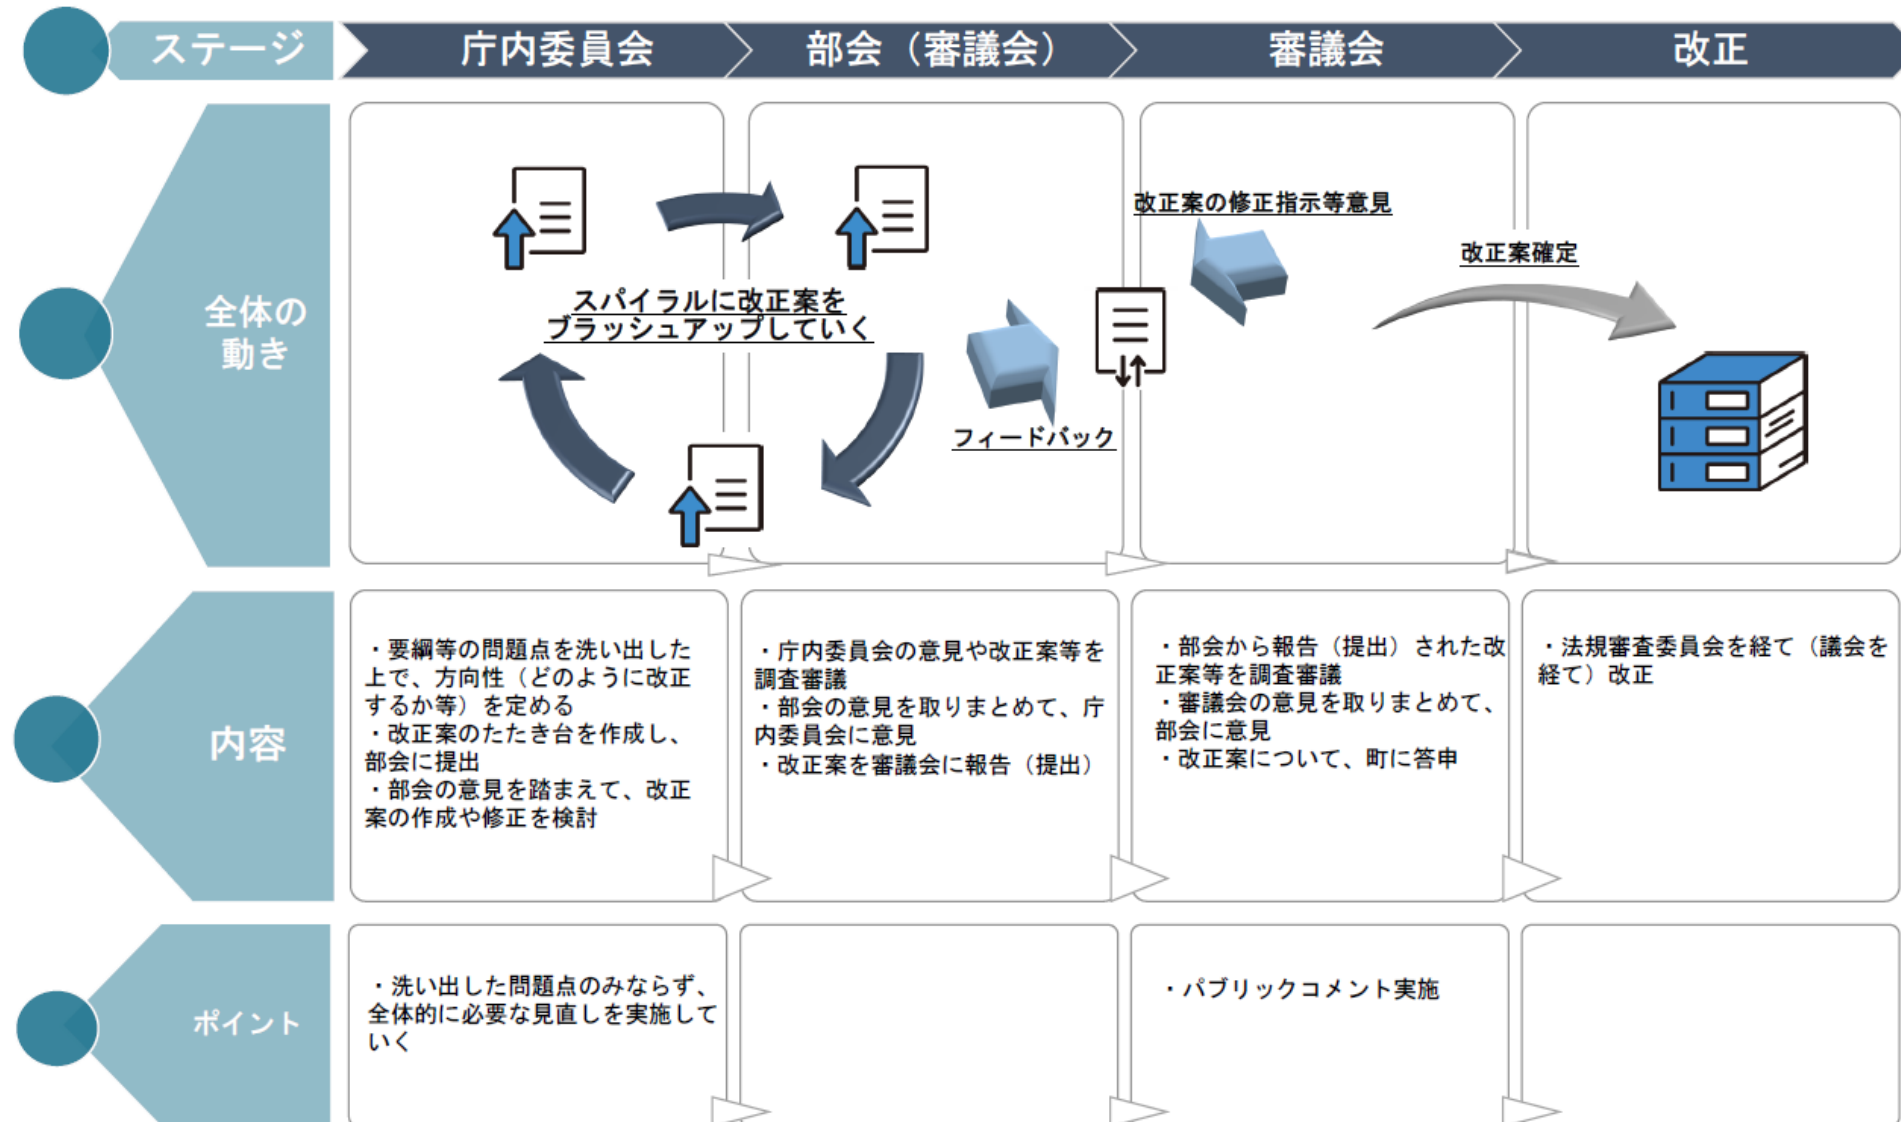 ステージ
庁内委員会
部会（審議会）
審議会
改正
全体の
動き
スパイラルに改正案を
ブラッシュアップしていく
フィードバック
改正案の修正指示等意見
改正案確定
内容
・要綱等の問題点を洗い出した
上で、方向性（どのように改正
するか等）を定める
・改正案のたたき台を作成し、
部会に提出
・部会の意見を踏まえて、改正
案の作成や修正を検討
・庁内委員会の意見や改正案等を
調査審議
・部会の意見を取りまとめて、庁
内委員会に意見
・改正案を審議会に報告（提出）
・部会から報告（提出）された改
正案等を調査審議
・審議会の意見を取りまとめて、
部会に意見
・改正案について、町に答申
・法規審査委員会を経て（議会を
経て）改正
ポイント
・洗い出した問題点のみならず、
全体的に必要な見直しを実施して
いく
・パブリックコメント実施